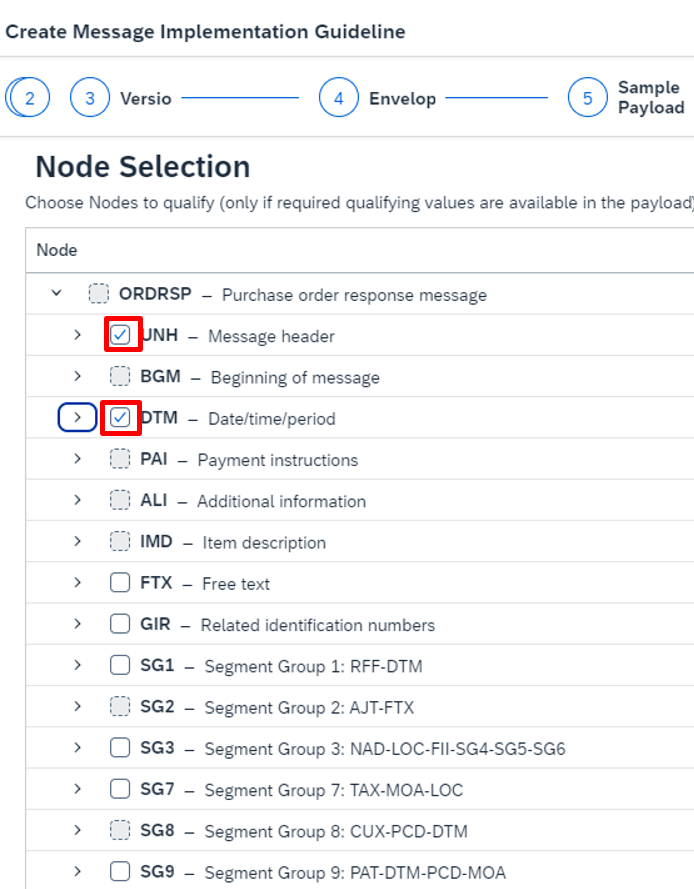 Create Message Implementation Guideline
2 3 Versio 4 Envelop 5 Sample
Payload
Node Selection
Choose Nodes to qualify (only if required qualifying values are available in the payload)
Node
ORDRSP – Purchase order response message
UNH – Message header
BGM – Beginning of message
DTM – Date/time/period
PAI – Payment instructions
ALI – Additional information
IMD – Item description
FTX – Free text
GIR – Related identification numbers
SG1 – Segment Group 1: RFF-DTM
SG2 – Segment Group 2: AJT-FTX
SG3 – Segment Group 3: NAD-LOC-FII-SG4-SG5-SG6
SG7 – Segment Group 7: TAX-MOA-LOC
SG8 – Segment Group 8: CUX-PCD-DTM
SG9 – Segment Group 9: PAT-DTM-PCD-MOA